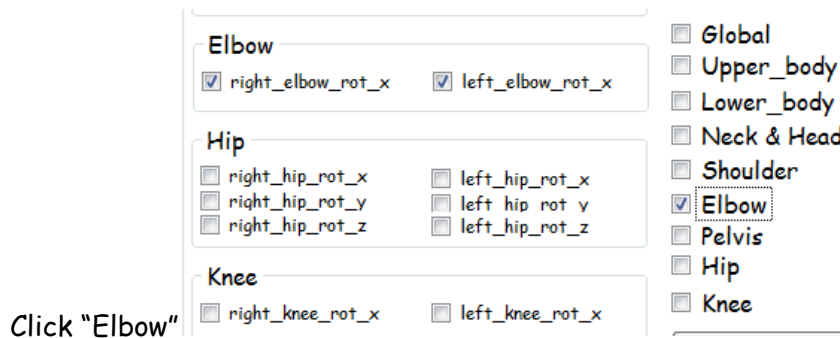 Elbow
right_elbow_rot_x left_elbow_rot_x
Hip
right_hip_rot_x left_hip_rot_x
right_hip_rot_y left_hip_rot_y
right_hip_rot_z left_hip_rot_z
Knee
right_knee_rot_x left_knee_rot_x
Global
Upper_body
Lower_body
Neck & Head
Shoulder
Elbow
Pelvis
Hip
Knee
Click “Elbow”